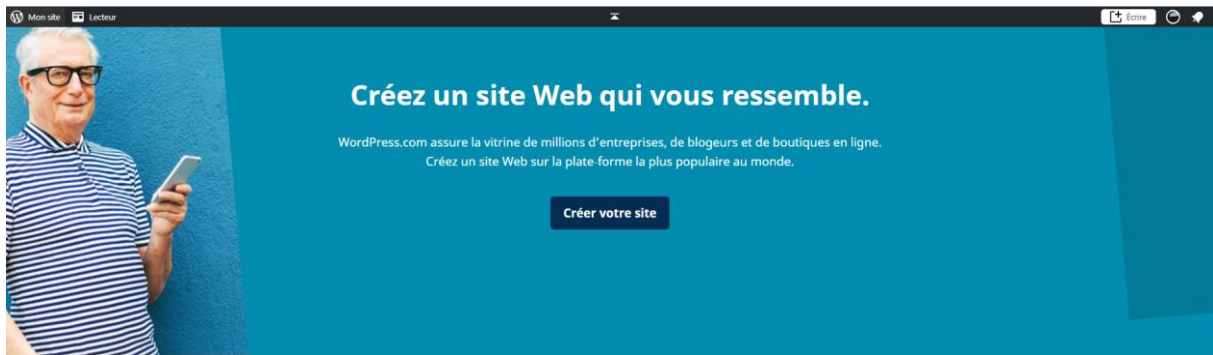 Mon site Lecteur Écrire
Créez un site Web qui vous ressemble.
WordPress.com assure la vitrine de millions d'entreprises, de blogeurs et de boutiques en ligne.
Créez un site Web sur la plate-forme la plus populaire au monde.
Créer votre site